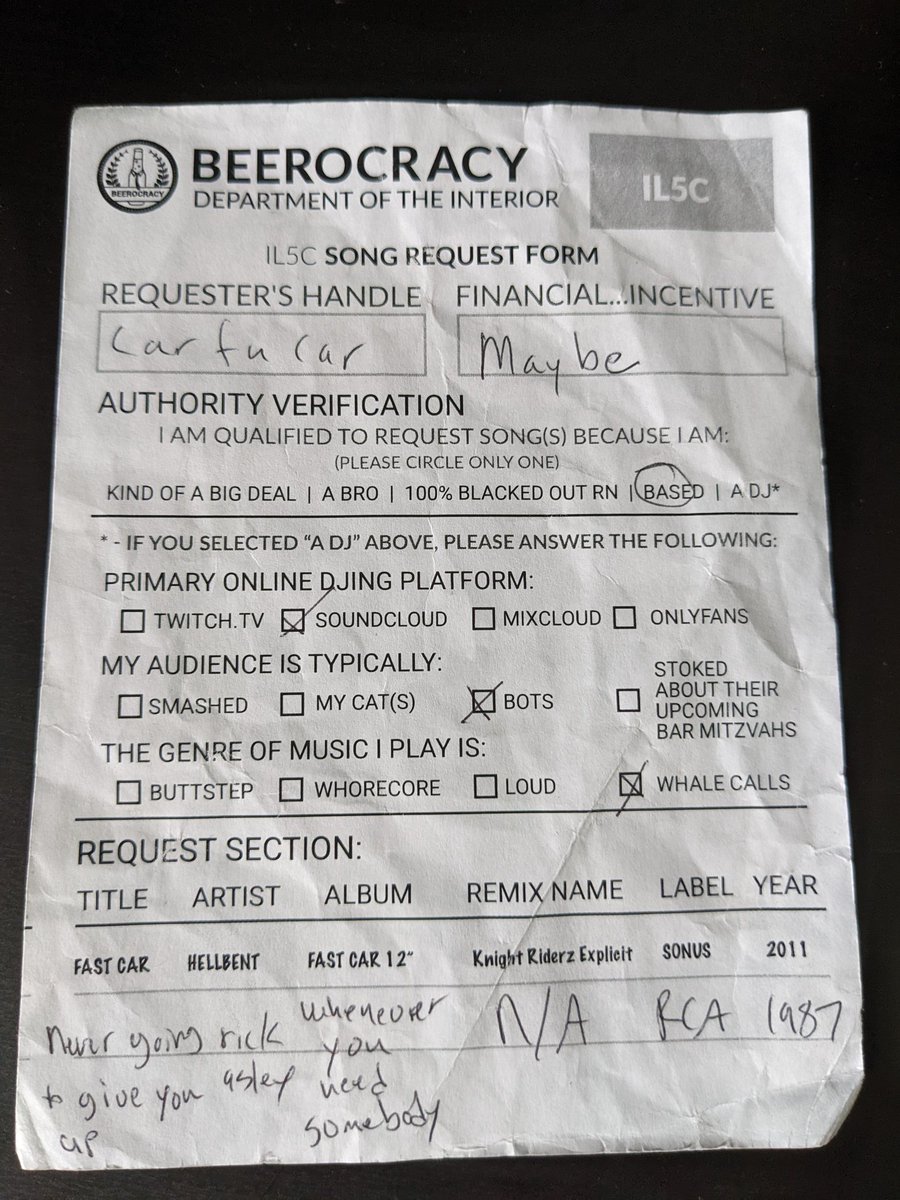 BEEROCRACY
BEEROCRACY
DEPARTMENT OF THE INTERIOR
IL5C
IL5C SONG REQUEST FORM
REQUESTER'S HANDLE FINANCIAL...INCENTIVE
Car fu Car Maybe
AUTHORITY VERIFICATION
I AM QUALIFIED TO REQUEST SONG(S) BECAUSE I AM:
(PLEASE CIRCLE ONLY ONE)
KIND OF A BIG DEAL | A BRO | 100% BLACKED OUT RN | BASED | A DJ*
* - IF YOU SELECTED “A DJ” ABOVE, PLEASE ANSWER THE FOLLOWING:
PRIMARY ONLINE DJING PLATFORM:
TWITCH.TV SOUNDCLOUD MIXCLOUD ONLYFANS
MY AUDIENCE IS TYPICALLY:
SMASHED MY CAT(S) BOTS STOKED
ABOUT THEIR
UPCOMING
BAR MITZVAHS
THE GENRE OF MUSIC I PLAY IS:
BUTTSTEP WHORECORE LOUD WHALE CALLS
REQUEST SECTION:
TITLE ARTIST ALBUM REMIX NAME LABEL YEAR
FAST CAR HELLBENT FAST CAR 12" Knight Riderz Explicit SONUS 2011
Never going rick whenever N/A RCA 1987
to give you astley you
up need
somebody